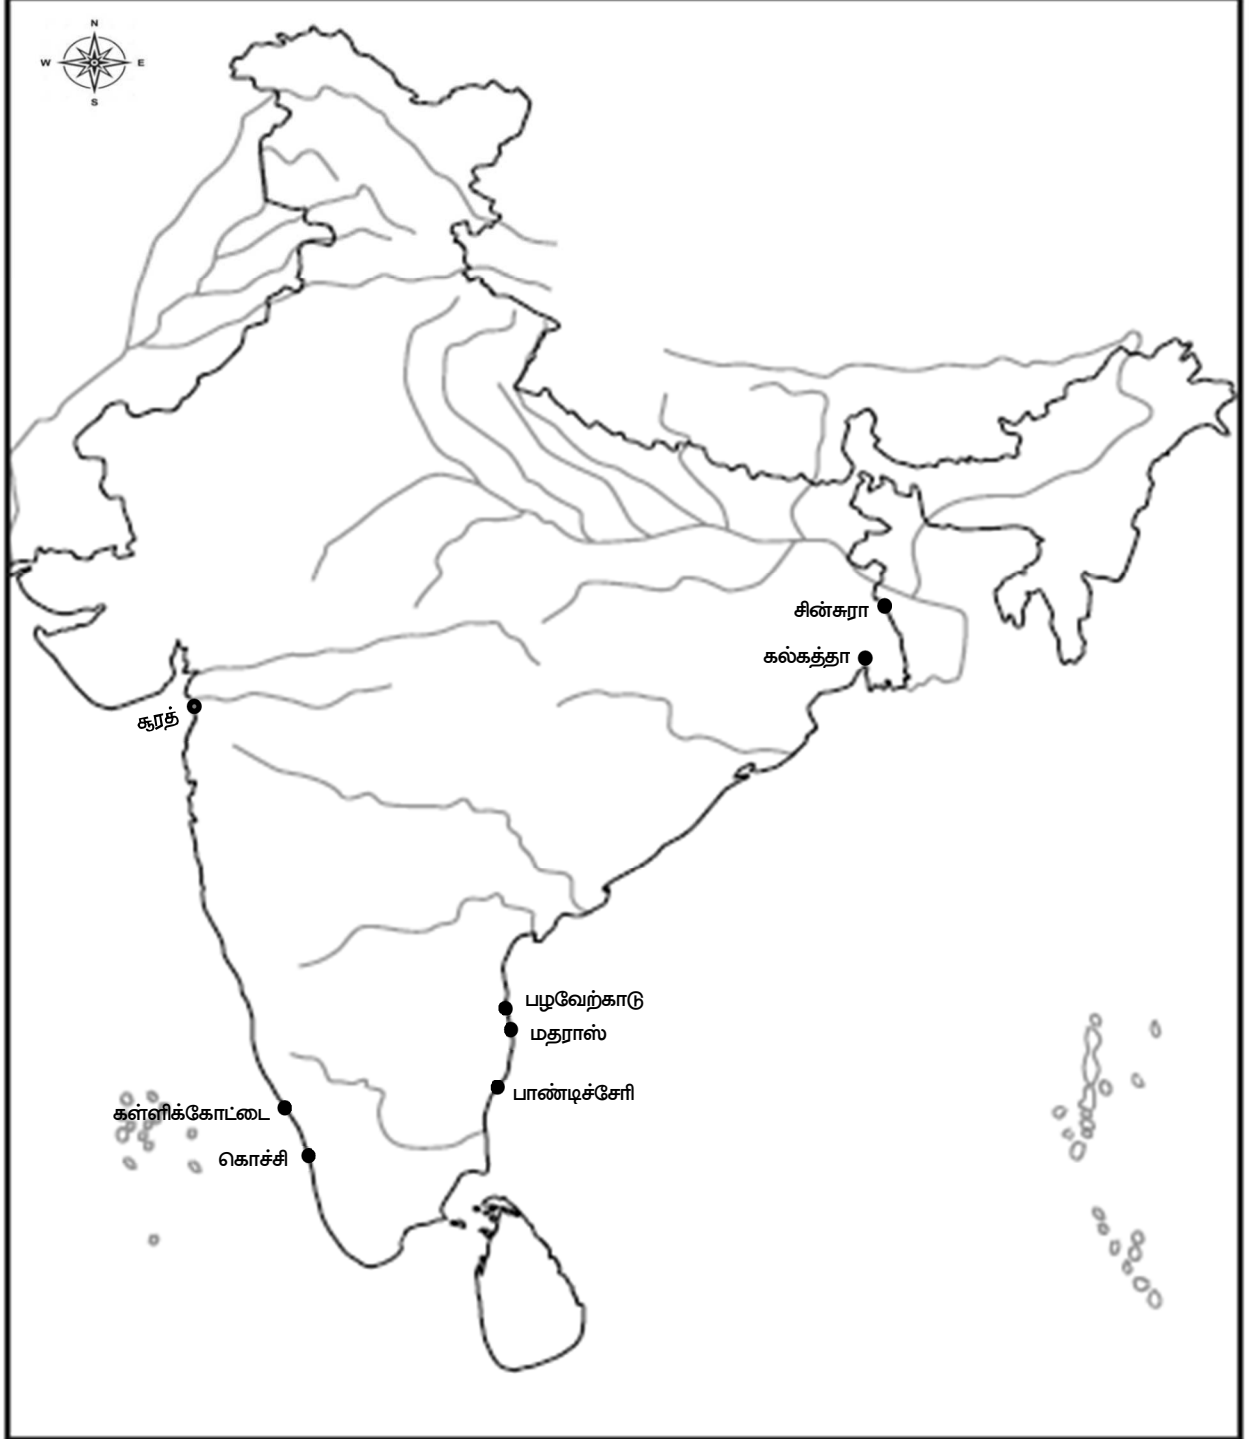 N
W E
S
சின்சுரா
கல்கத்தா
சூரத்
பழவேற்காடு
மதராஸ்
பாண்டிச்சேரி
கள்ளிக்கோட்டை
கொச்சி